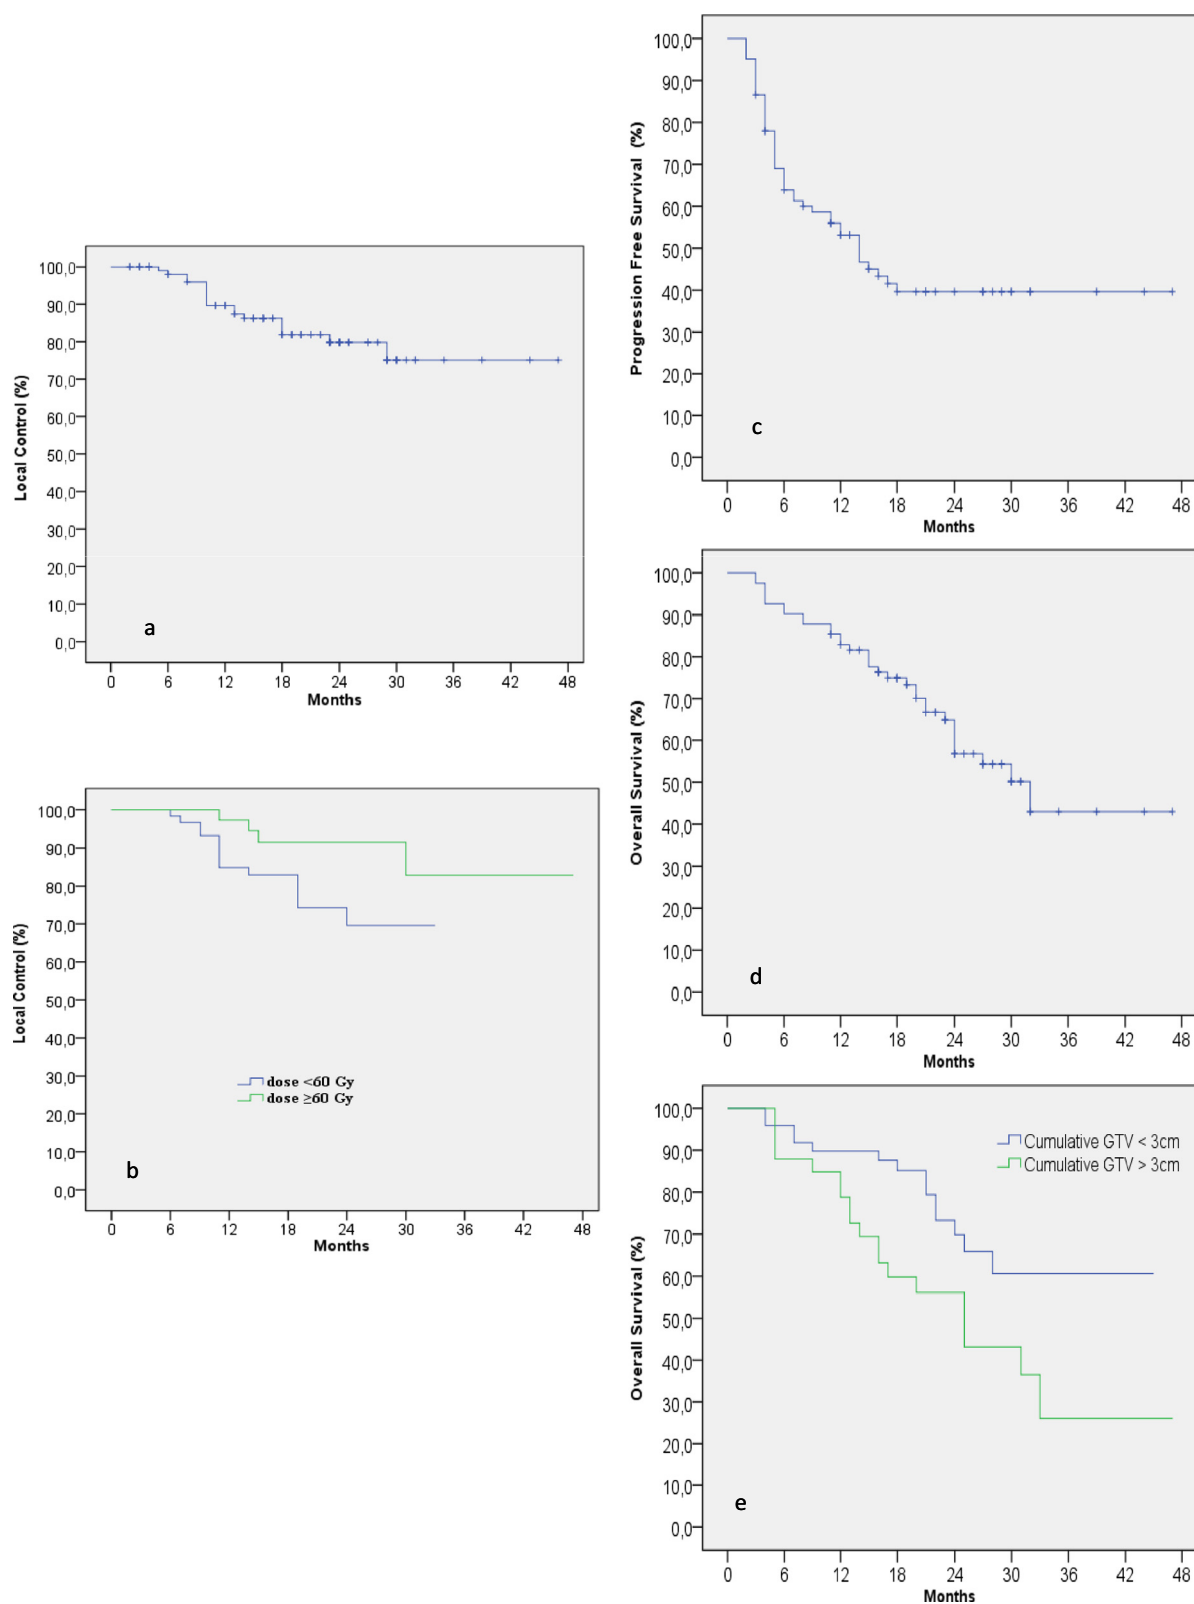 100,0
90,0
80,0
70,0
60,0
50,0
40,0
30,0
20,0
10,0
0,0
Local Control (%)
a
0 6 12 18 24 30 36 42 48
Months
100,0
90,0
80,0
70,0
60,0
50,0
40,0
30,0
20,0
10,0
0,0
Local Control (%)
dose <60 Gy
dose ≥60 Gy
b
0 6 12 18 24 30 36 42 48
Months
100,0
90,0
80,0
70,0
60,0
50,0
40,0
30,0
20,0
10,0
0,0
Progression Free Survival (%)
c
0 6 12 18 24 30 36 42 48
Months
100,0
90,0
80,0
70,0
60,0
50,0
40,0
30,0
20,0
10,0
0,0
Overall Survival (%)
d
0 6 12 18 24 30 36 42 48
Months
100,0
90,0
80,0
70,0
60,0
50,0
40,0
30,0
20,0
10,0
0,0
Overall Survival (%)
Cumulative GTV < 3cm
Cumulative GTV > 3cm
e
0 6 12 18 24 30 36 42 48
Months